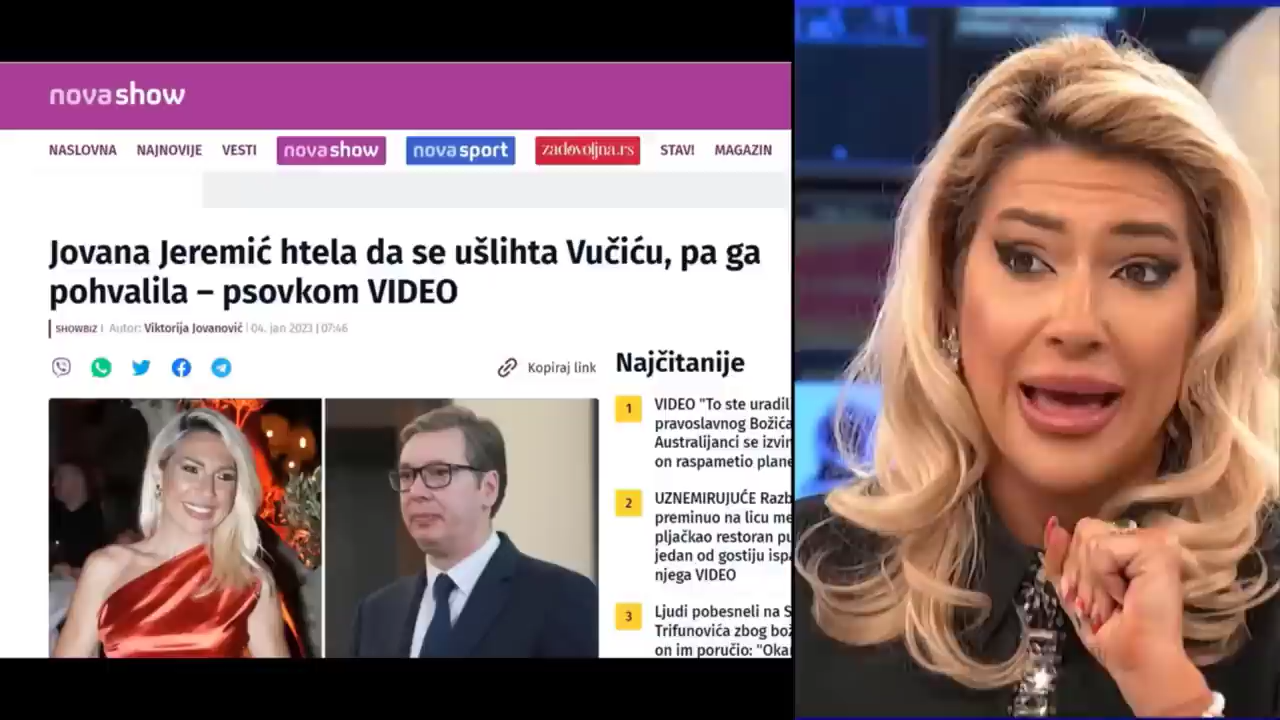 novashow
NASLOVNA NAJNOVIJE VESTI novashow novasport zadovoljna.rs STAV! MAGAZIN
Jovana Jeremić htela da se ušlihta Vučiću, pa ga
pohvalila – psovkom VIDEO
SHOWBIZ | Autor: Viktorija Jovanović | 04. jan 2023 | 07:46
Kopiraj link
Najčitanije
1
VIDEO "To ste uradil
pravoslavnog Božića
Australijanci se izvin
on raspametio plane
2
UZNEMIRUJUĆE Razb
preminuo na licu me
pljačkao restoran pu
jedan od gostiju ispa
njega VIDEO
3
Ljudi pobesneli na S
Trifunovića zbog bož
on im poručio: "Okan